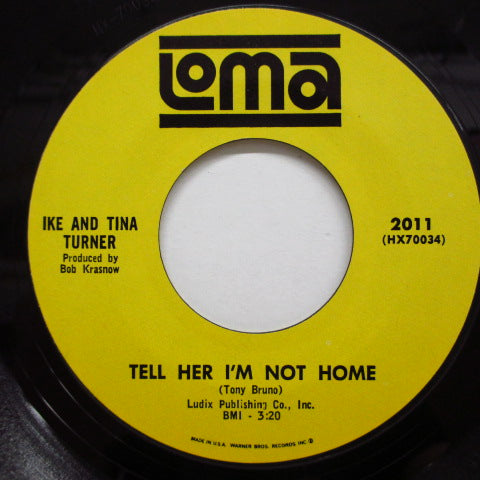 Loma
IKE AND TINA
TURNER
Produced by
Bob Krasnow
2011
(HX70034)
TELL HER I'M NOT HOME
(Tony Bruno)
Ludix Publishing Co., Inc.
BMI - 3:20
MADE IN U.S.A. WARNER BROS. RECORDS INC.